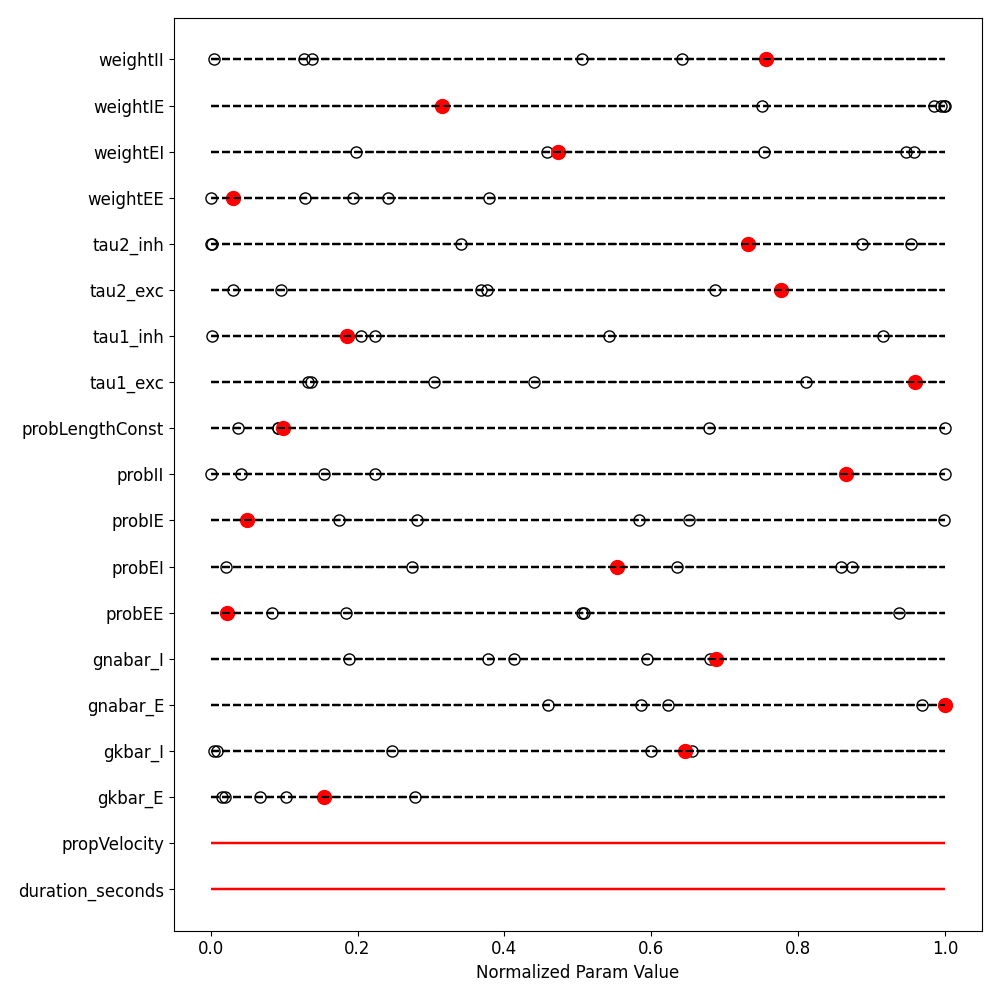 weightII
weightIE
weightEI
weightEE
tau2_inh
tau2_exc
tau1_inh
tau1_exc
probLengthConst
probII
probIE
probEI
probEE
gnabar_I
gnabar_E
gkbar_I
gkbar_E
propVelocity
duration_seconds
0.0 0.2 0.4 0.6 0.8 1.0
Normalized Param Value